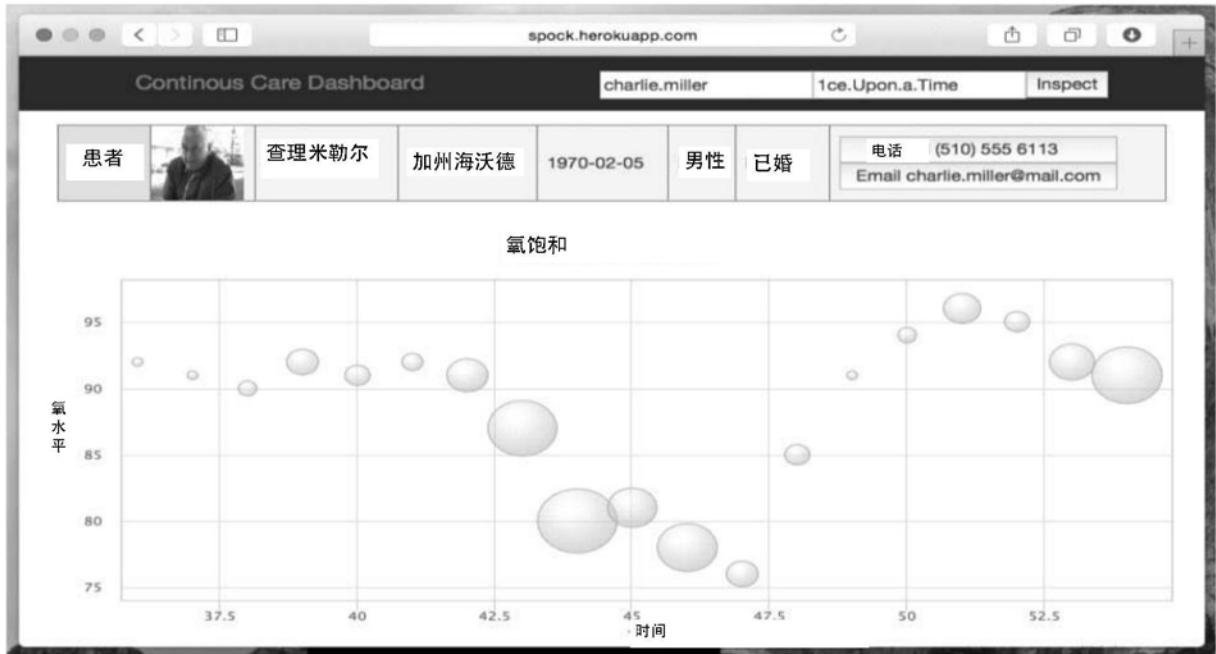 spock.herokuapp.com
Continous Care Dashboard
charlie.miller
1ce.Upon.a.Time
Inspect
患者
查理米勒尔
加州海沃德
1970-02-05
男性
已婚
电话 (510) 555 6113
Email charlie.miller@mail.com
氧饱和
氧水平
95
90
85
80
75
37.5
40
42.5
45
47.5
50
52.5
时间